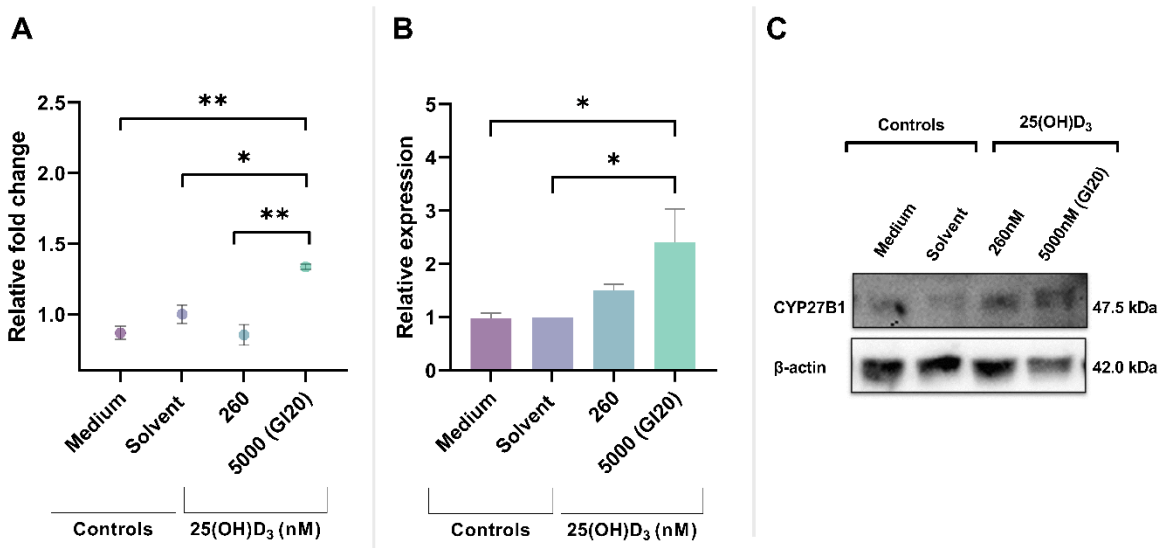 A
Relative fold change
2.5
2.0
1.5
1.0
**
*
**
Medium
Solvent
260
5000 (GI20)
Controls
25(OH)D₃ (nM)
B
Relative expression
5
4
3
2
1
0
*
*
Medium
Solvent
260
5000 (GI20)
Controls
25(OH)D₃ (nM)
C
Controls
25(OH)D₃
Medium
Solvent
260nM
5000nM (GI20)
CYP27B1
47.5 kDa
β-actin
42.0 kDa